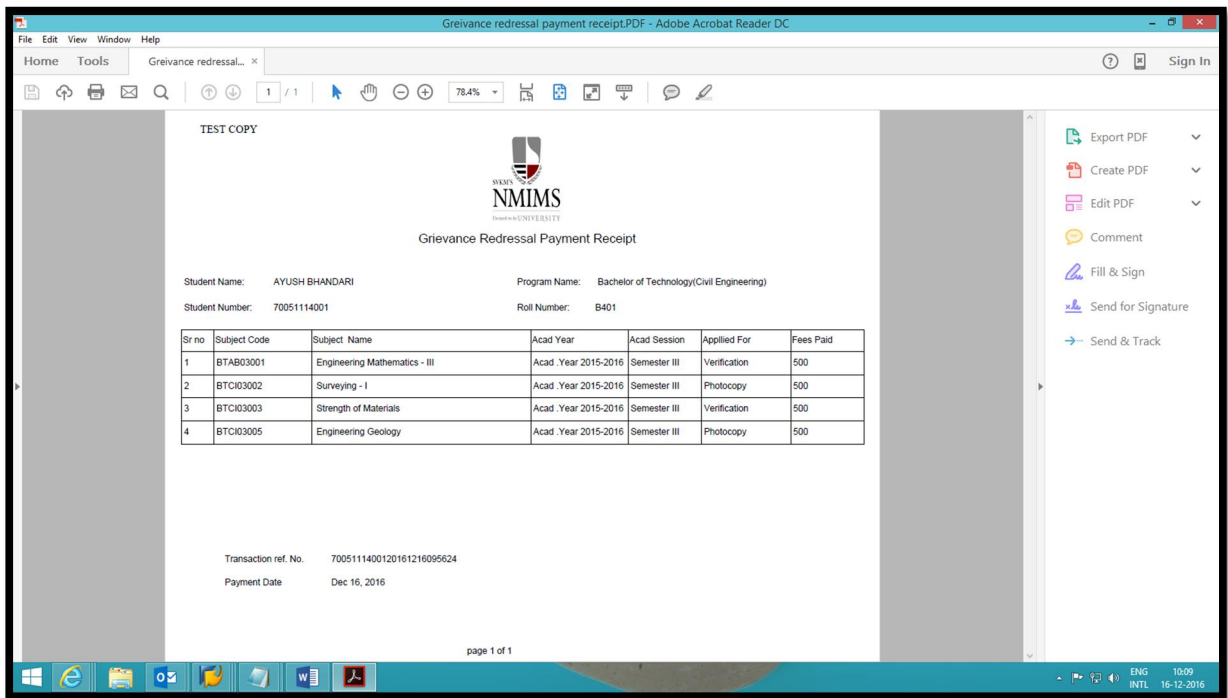 Greivance redressal payment receipt.PDF - Adobe Acrobat Reader DC
File Edit View Window Help
Home Tools Greivance redressal... × Sign In
1 / 1 78.4%
TEST COPY
SVKM'S
NMIMS
Deemed to be UNIVERSITY
Grievance Redressal Payment Receipt
Student Name: AYUSH BHANDARI Program Name: Bachelor of Technology(Civil Engineering)
Student Number: 70051114001 Roll Number: B401
Sr no Subject Code Subject Name Acad Year Acad Session Appllied For Fees Paid
1 BTAB03001 Engineering Mathematics - III Acad .Year 2015-2016 Semester III Verification 500
2 BTCI03002 Surveying - I Acad .Year 2015-2016 Semester III Photocopy 500
3 BTCI03003 Strength of Materials Acad .Year 2015-2016 Semester III Verification 500
4 BTCI03005 Engineering Geology Acad .Year 2015-2016 Semester III Photocopy 500
Transaction ref. No. 7005111400120161216095624
Payment Date Dec 16, 2016
page 1 of 1
Export PDF
Create PDF
Edit PDF
Comment
Fill & Sign
Send for Signature
Send & Track
ENG 10:09
INTL 16-12-2016